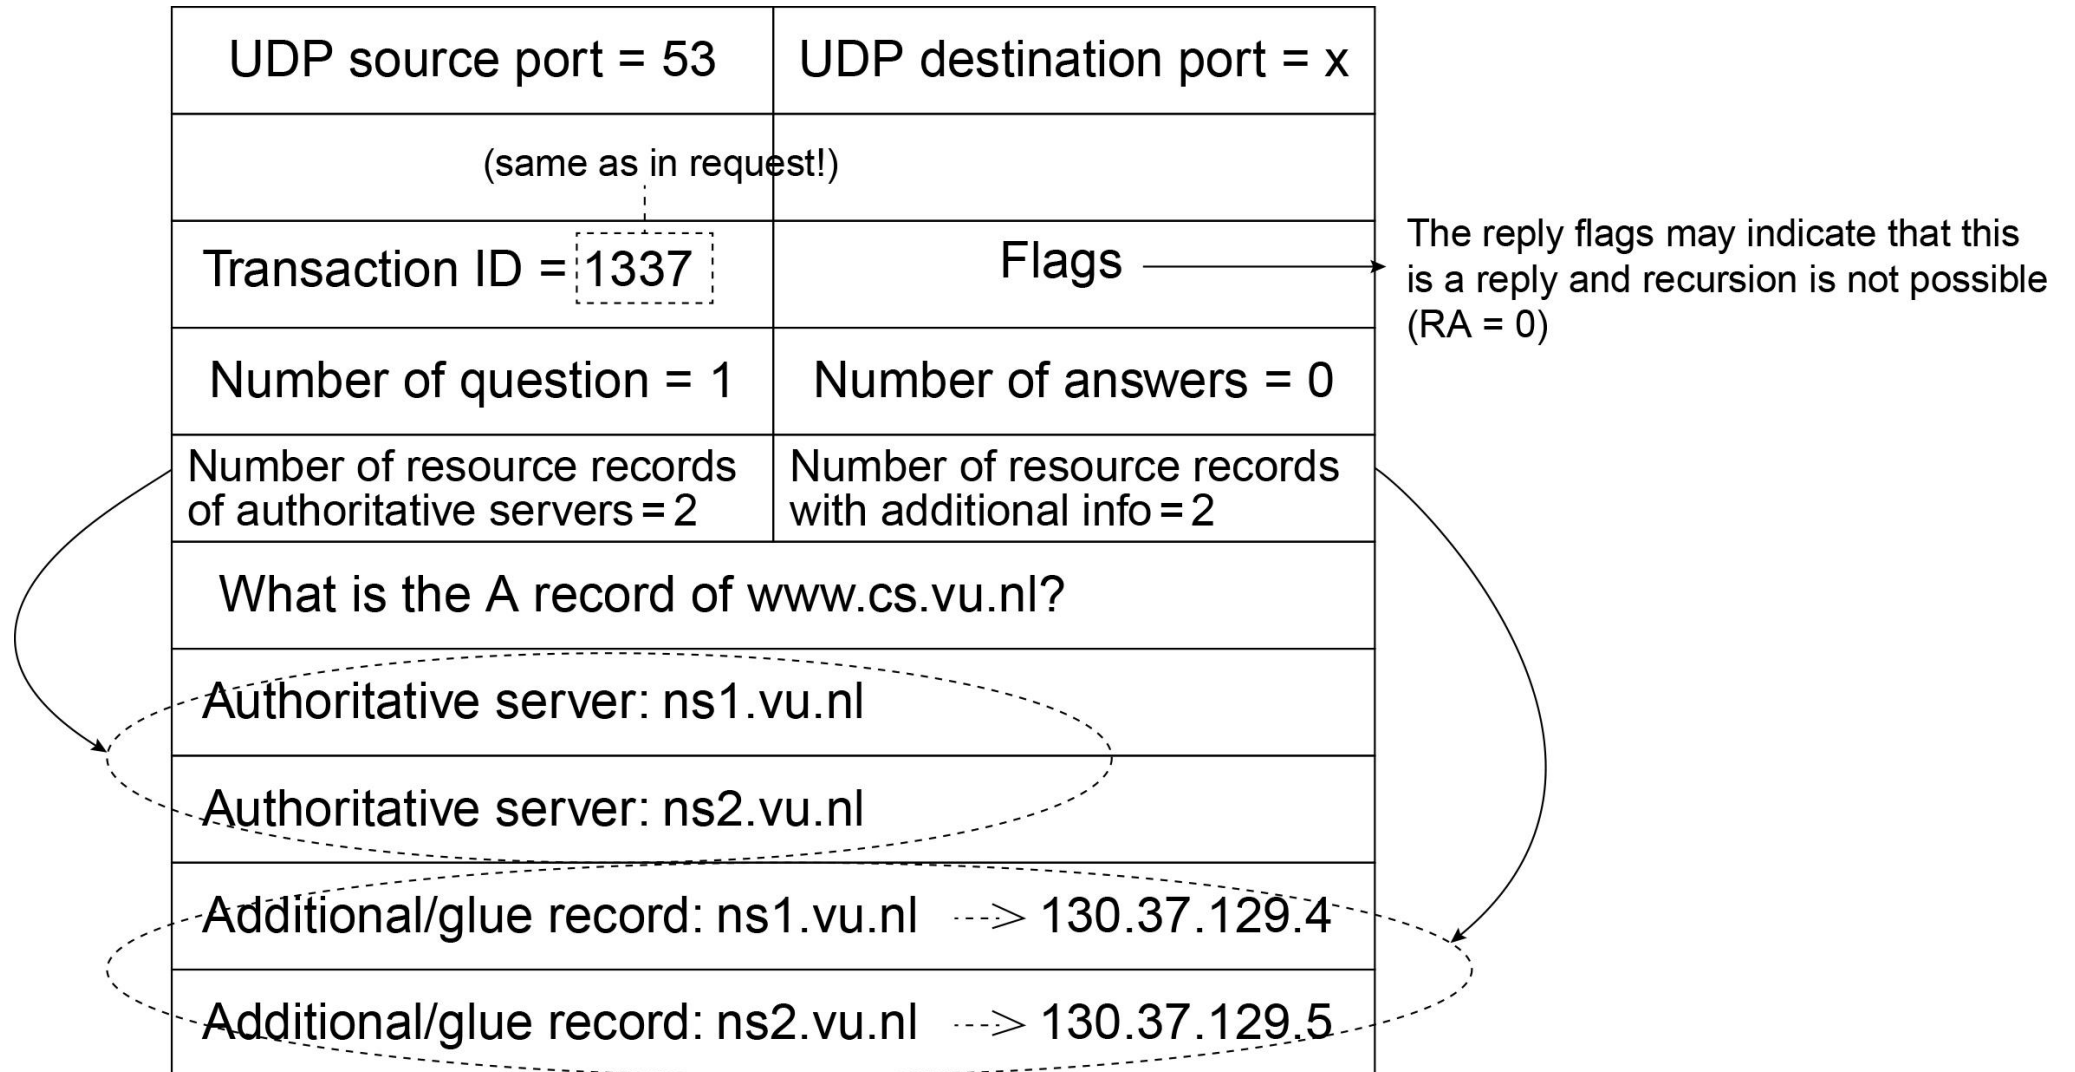 UDP source port = 53
UDP destination port = x
(same as in request!)
Transaction ID = 1337
Flags
The reply flags may indicate that this
is a reply and recursion is not possible
(RA = 0)
Number of question = 1
Number of answers = 0
Number of resource records
of authoritative servers = 2
Number of resource records
with additional info = 2
What is the A record of www.cs.vu.nl?
Authoritative server: ns1.vu.nl
Authoritative server: ns2.vu.nl
Additional/glue record: ns1.vu.nl 130.37.129.4
Additional/glue record: ns2.vu.nl 130.37.129.5